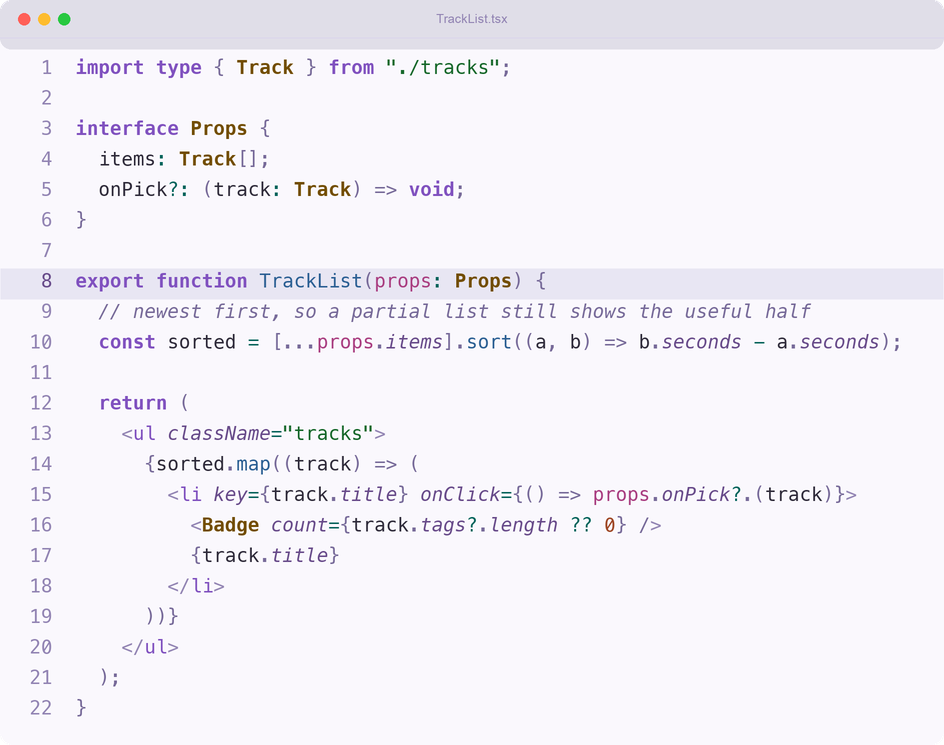 TrackList.tsx
1 import type { Track } from "./tracks";
2
3 interface Props {
4   items: Track[];
5   onPick?: (track: Track) => void;
6 }
7
8 export function TrackList(props: Props) {
9   // newest first, so a partial list still shows the useful half
10   const sorted = [...props.items].sort((a, b) => b.seconds − a.seconds);
11
12   return (
13     <ul className="tracks">
14       {sorted.map((track) => (
15         <li key={track.title} onClick={() => props.onPick?.(track)}>
16           <Badge count={track.tags?.length ?? 0} />
17           {track.title}
18         </li>
19       ))}
20     </ul>
21   );
22 }